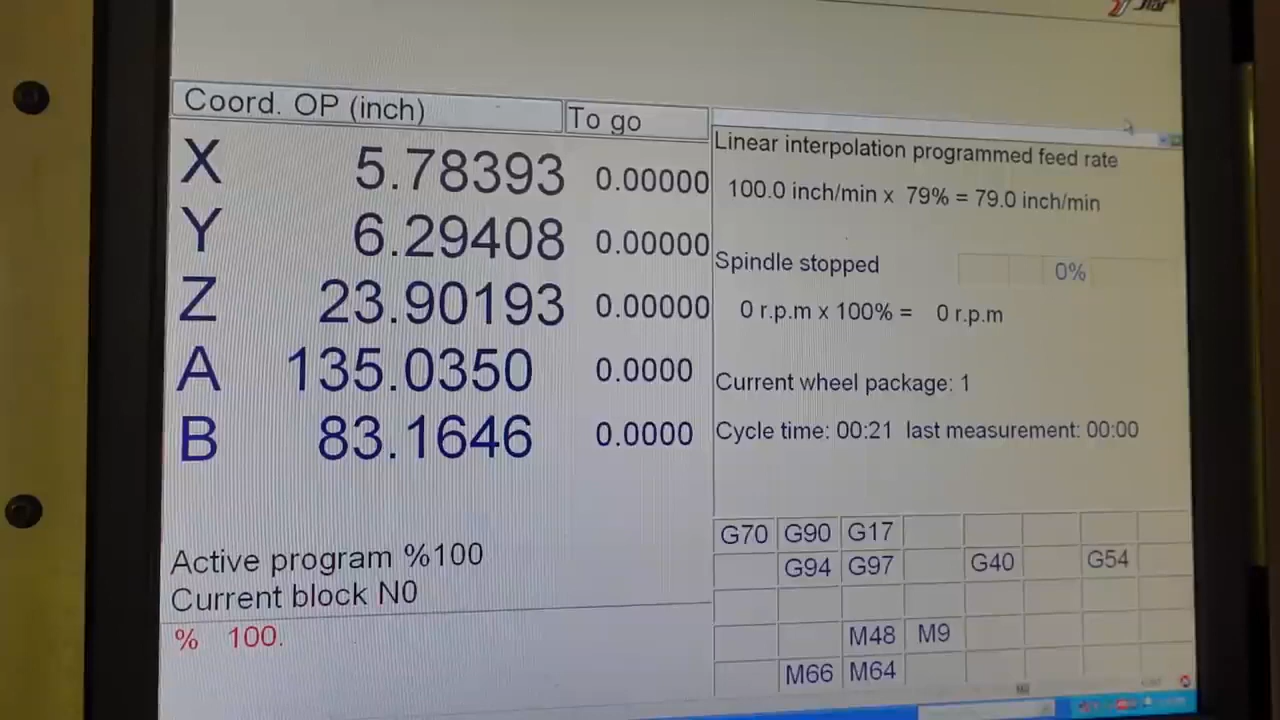 Star
Coord. OP (inch) To go
X 5.78393 0.00000
Y 6.29408 0.00000
Z 23.90193 0.00000
A 135.0350 0.0000
B 83.1646 0.0000
Active program %100
Current block N0
% 100.
Linear interpolation programmed feed rate
100.0 inch/min x 79% = 79.0 inch/min
Spindle stopped 0%
0 r.p.m x 100% = 0 r.p.m
Current wheel package: 1
Cycle time: 00:21 last measurement: 00:00
G70 G90 G17
G94 G97 G40 G54
M48 M9
M66 M64